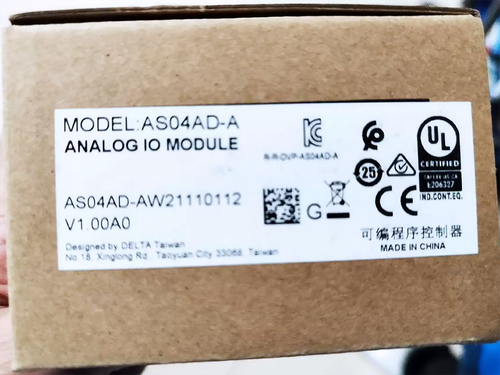 MODEL:AS04AD-A
ANALOG IO MODULE
R-R-DVP-AS04AD-A
UL
CERTIFIED
E206327
IND.CONT.EQ.
25
AS04AD-AW21110112
V1.00A0
G
CE
Designed by DELTA Taiwan
No.18, Xinglong Rd., Taoyuan City 33068, Taiwan
可编程序控制器
MADE IN CHINA